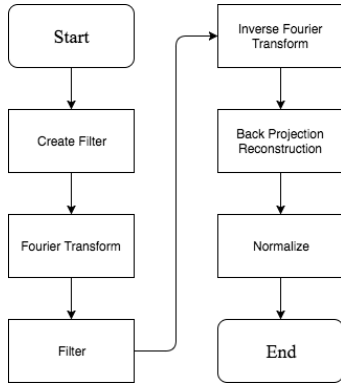 Start
Create Filter
Fourier Transform
Filter
Inverse Fourier
Transform
Back Projection
Reconstruction
Normalize
End